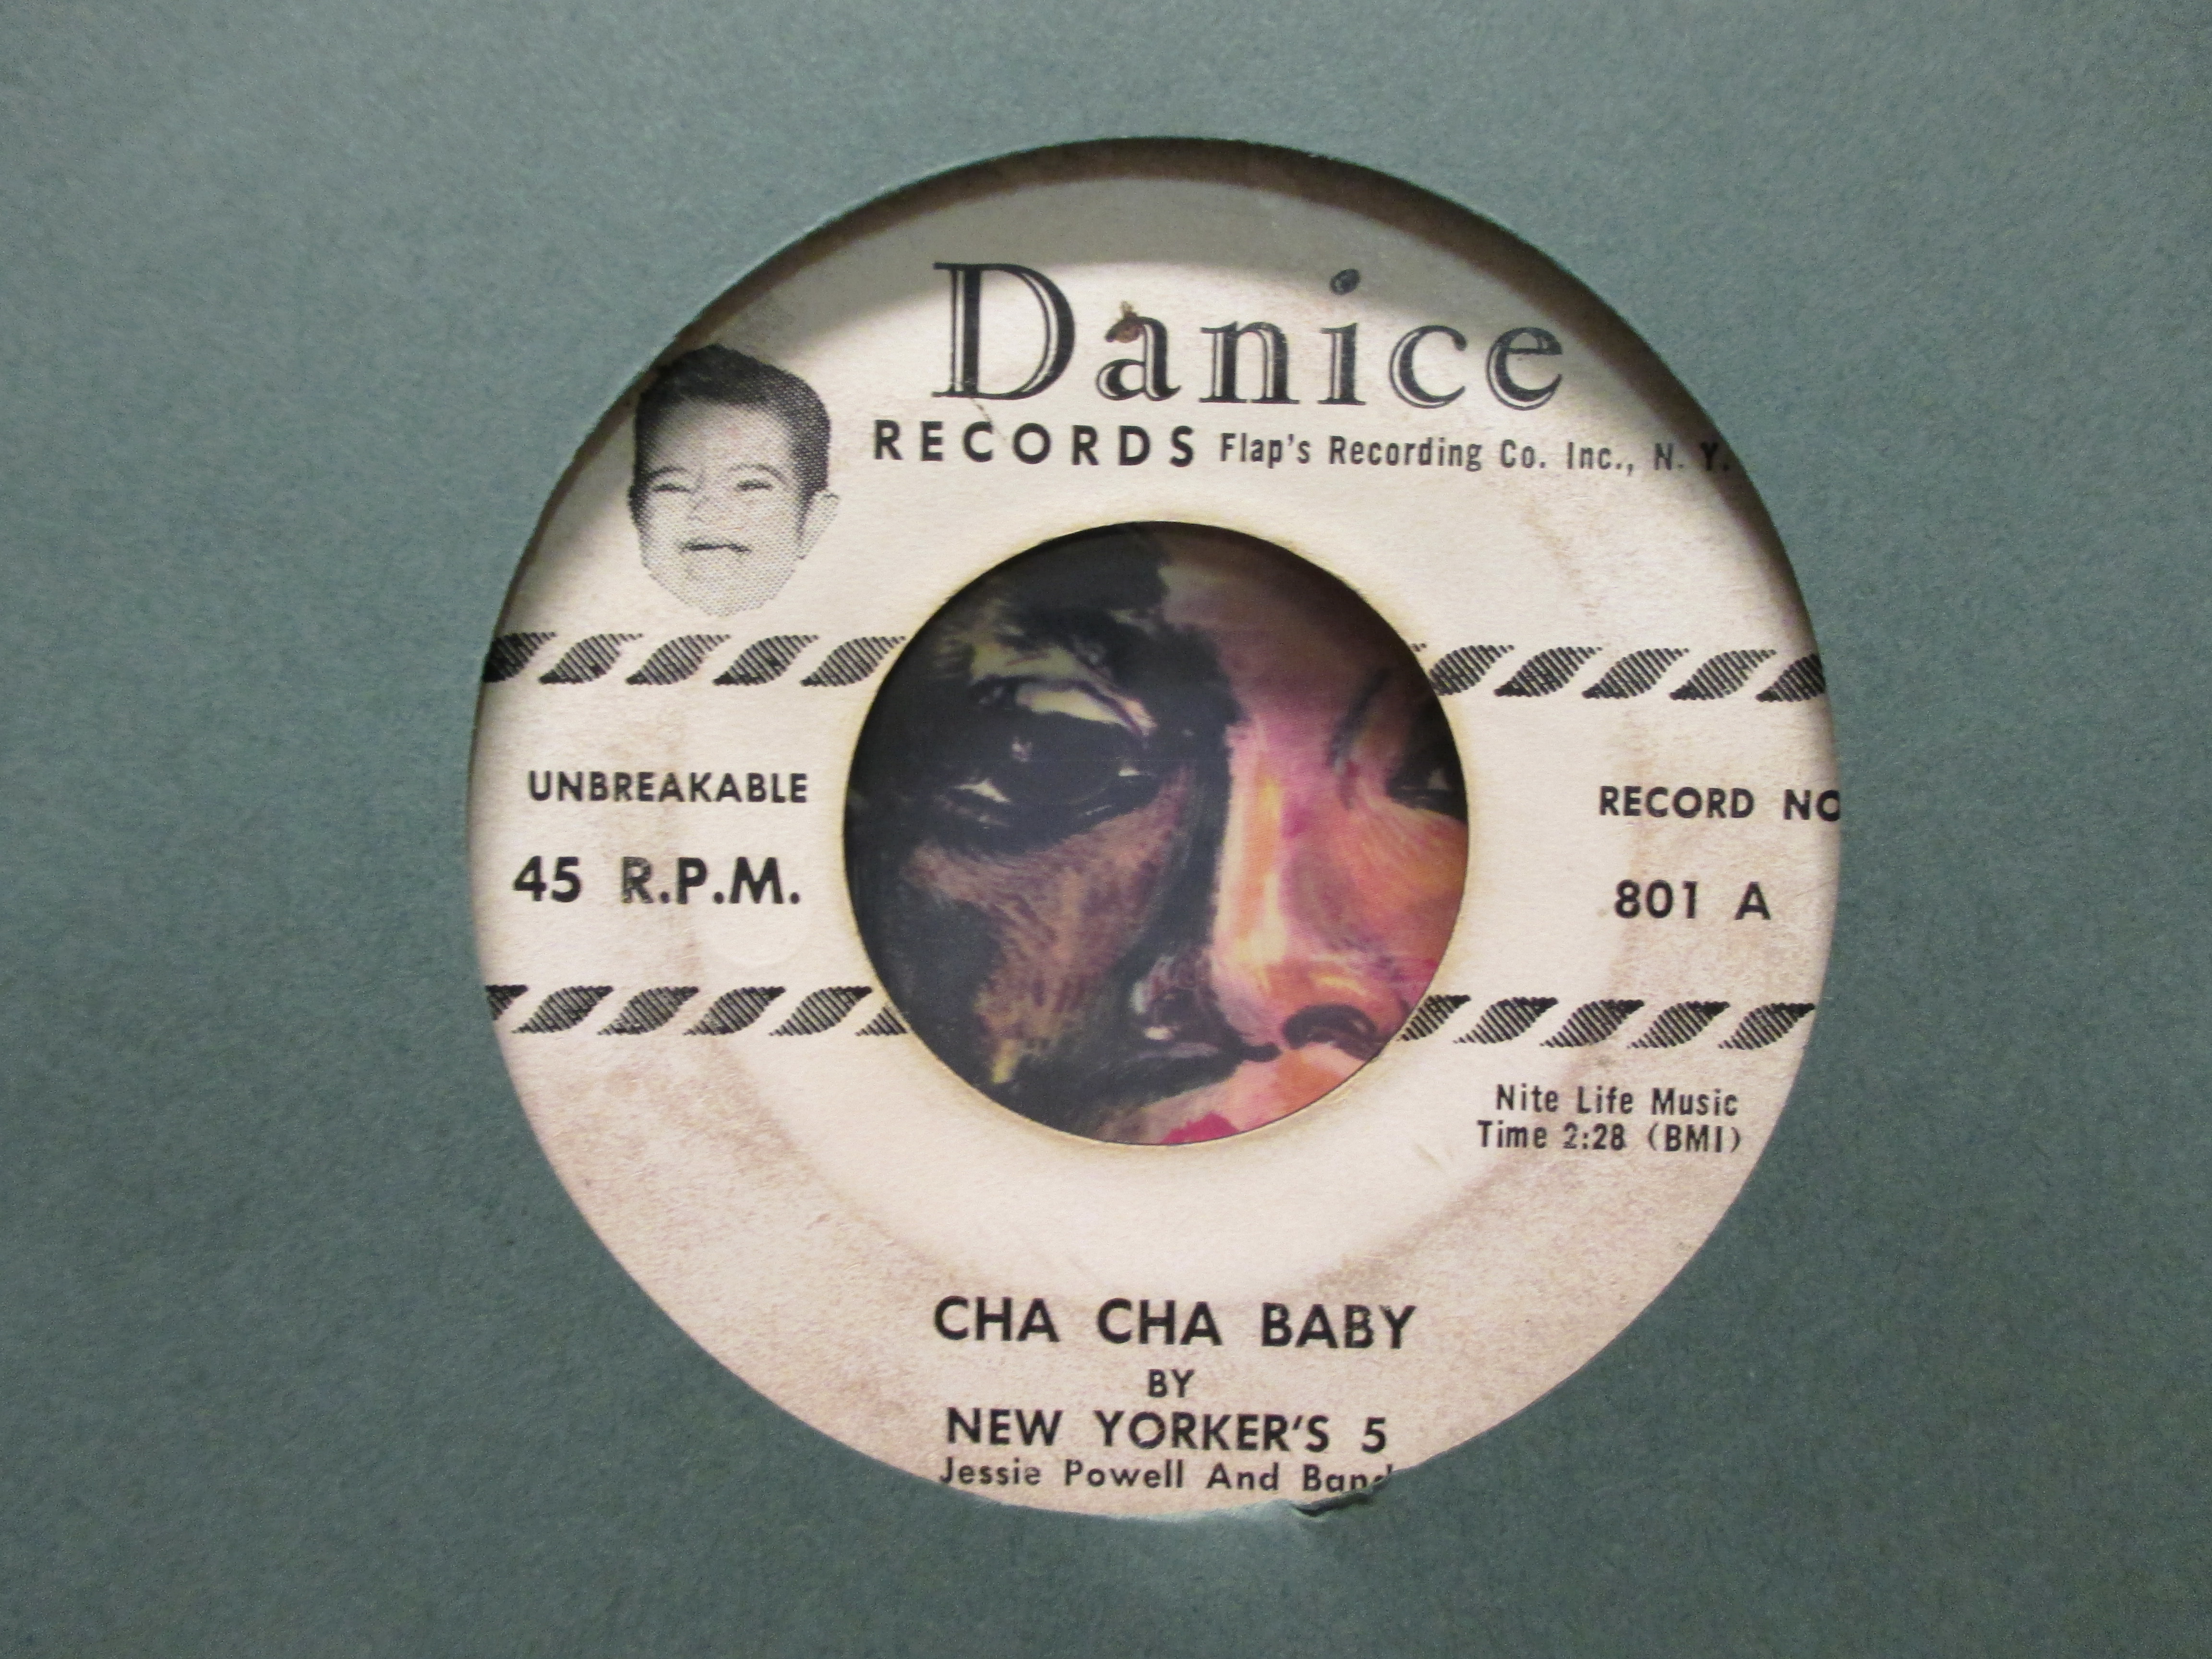 Danice
RECORDS Flap's Recording Co. Inc., N. Y.
UNBREAKABLE
45 R.P.M.
RECORD NO
801 A
Nite Life Music
Time 2:28 (BMI)
CHA CHA BABY
BY
NEW YORKER'S 5
Jessie Powell And Band